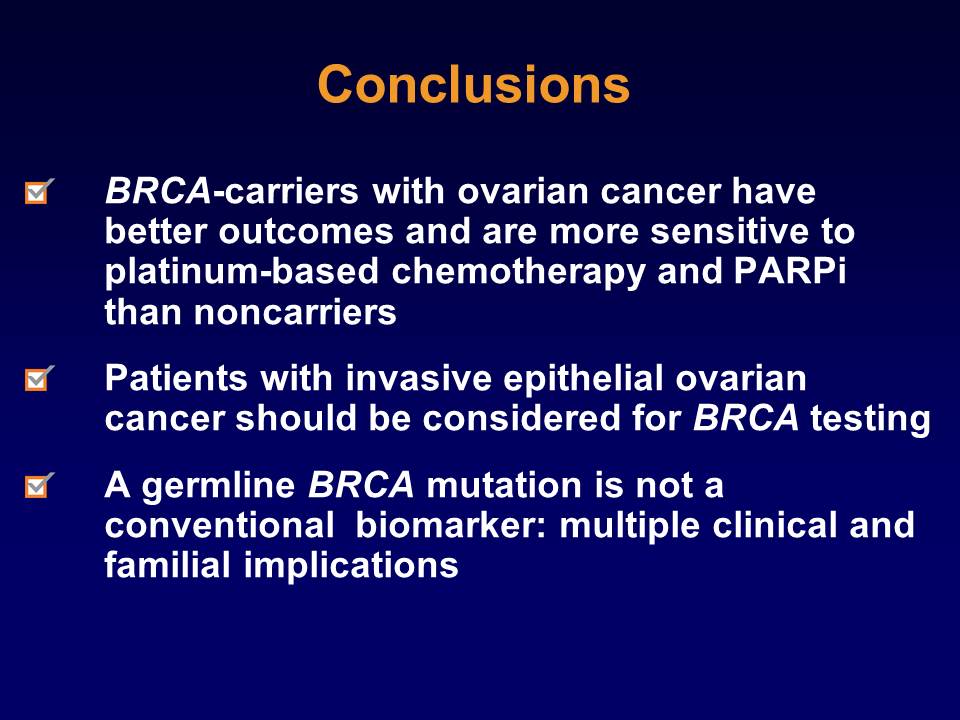 Conclusions
BRCA-carriers with ovarian cancer have
better outcomes and are more sensitive to
platinum-based chemotherapy and PARPi
than noncarriers
Patients with invasive epithelial ovarian
cancer should be considered for BRCA testing
A germline BRCA mutation is not a
conventional  biomarker: multiple clinical and
familial implications